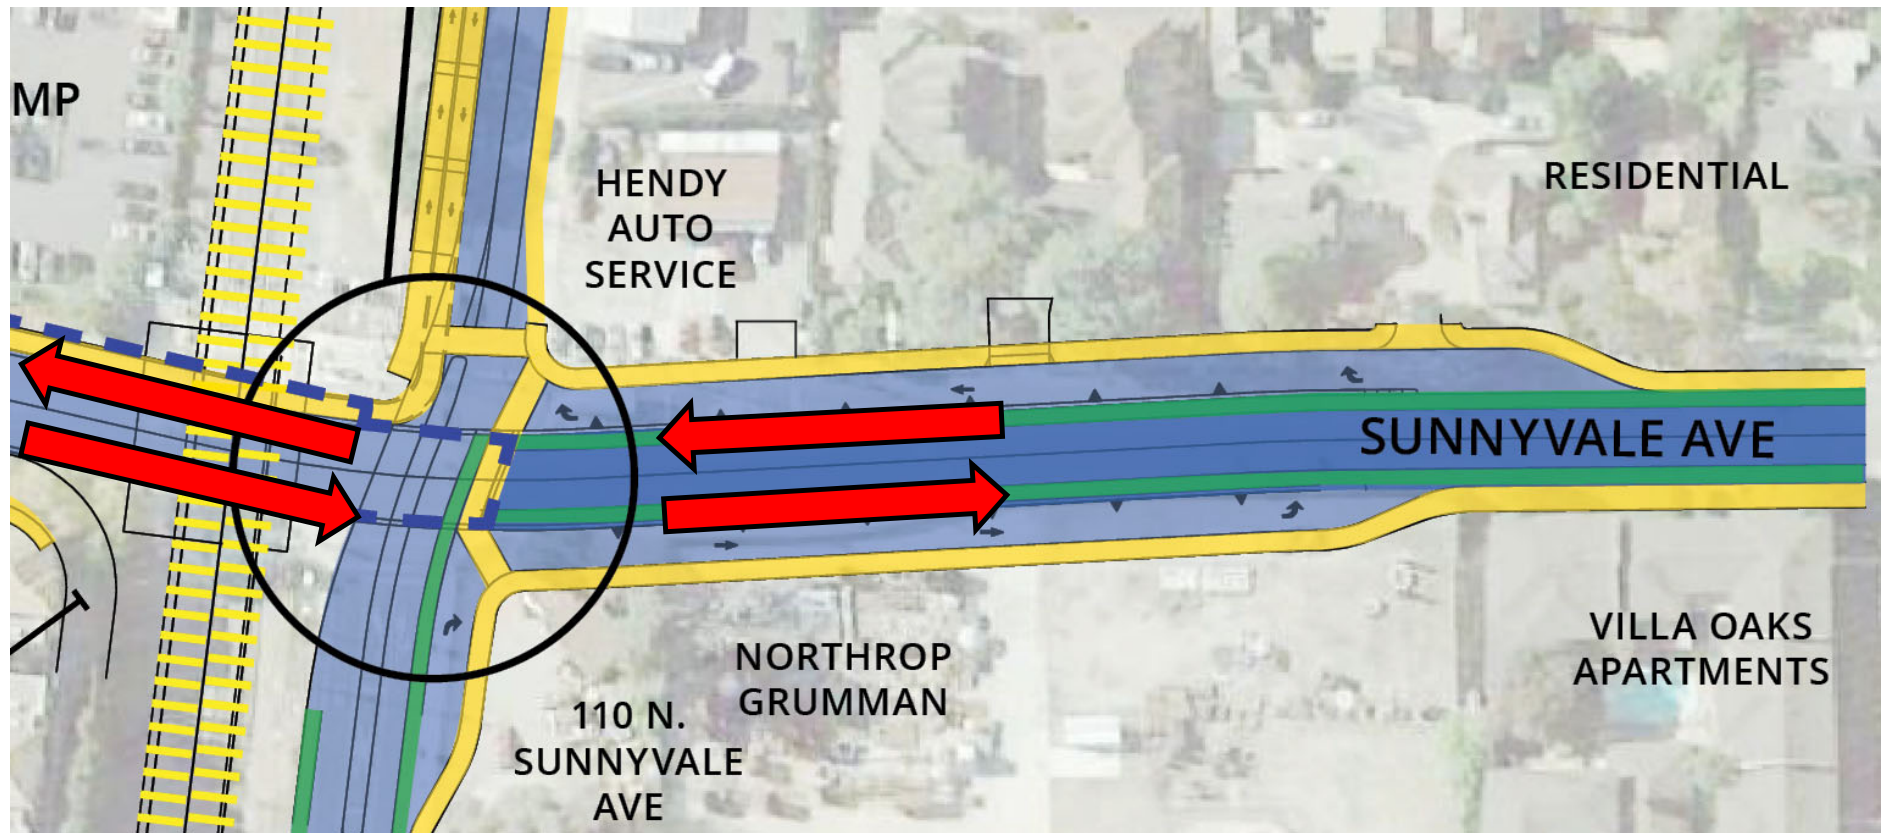 MP
HENDY
AUTO
SERVICE
RESIDENTIAL
SUNNYVALE AVE
NORTHROP
GRUMMAN
110 N.
SUNNYVALE
AVE
VILLA OAKS
APARTMENTS